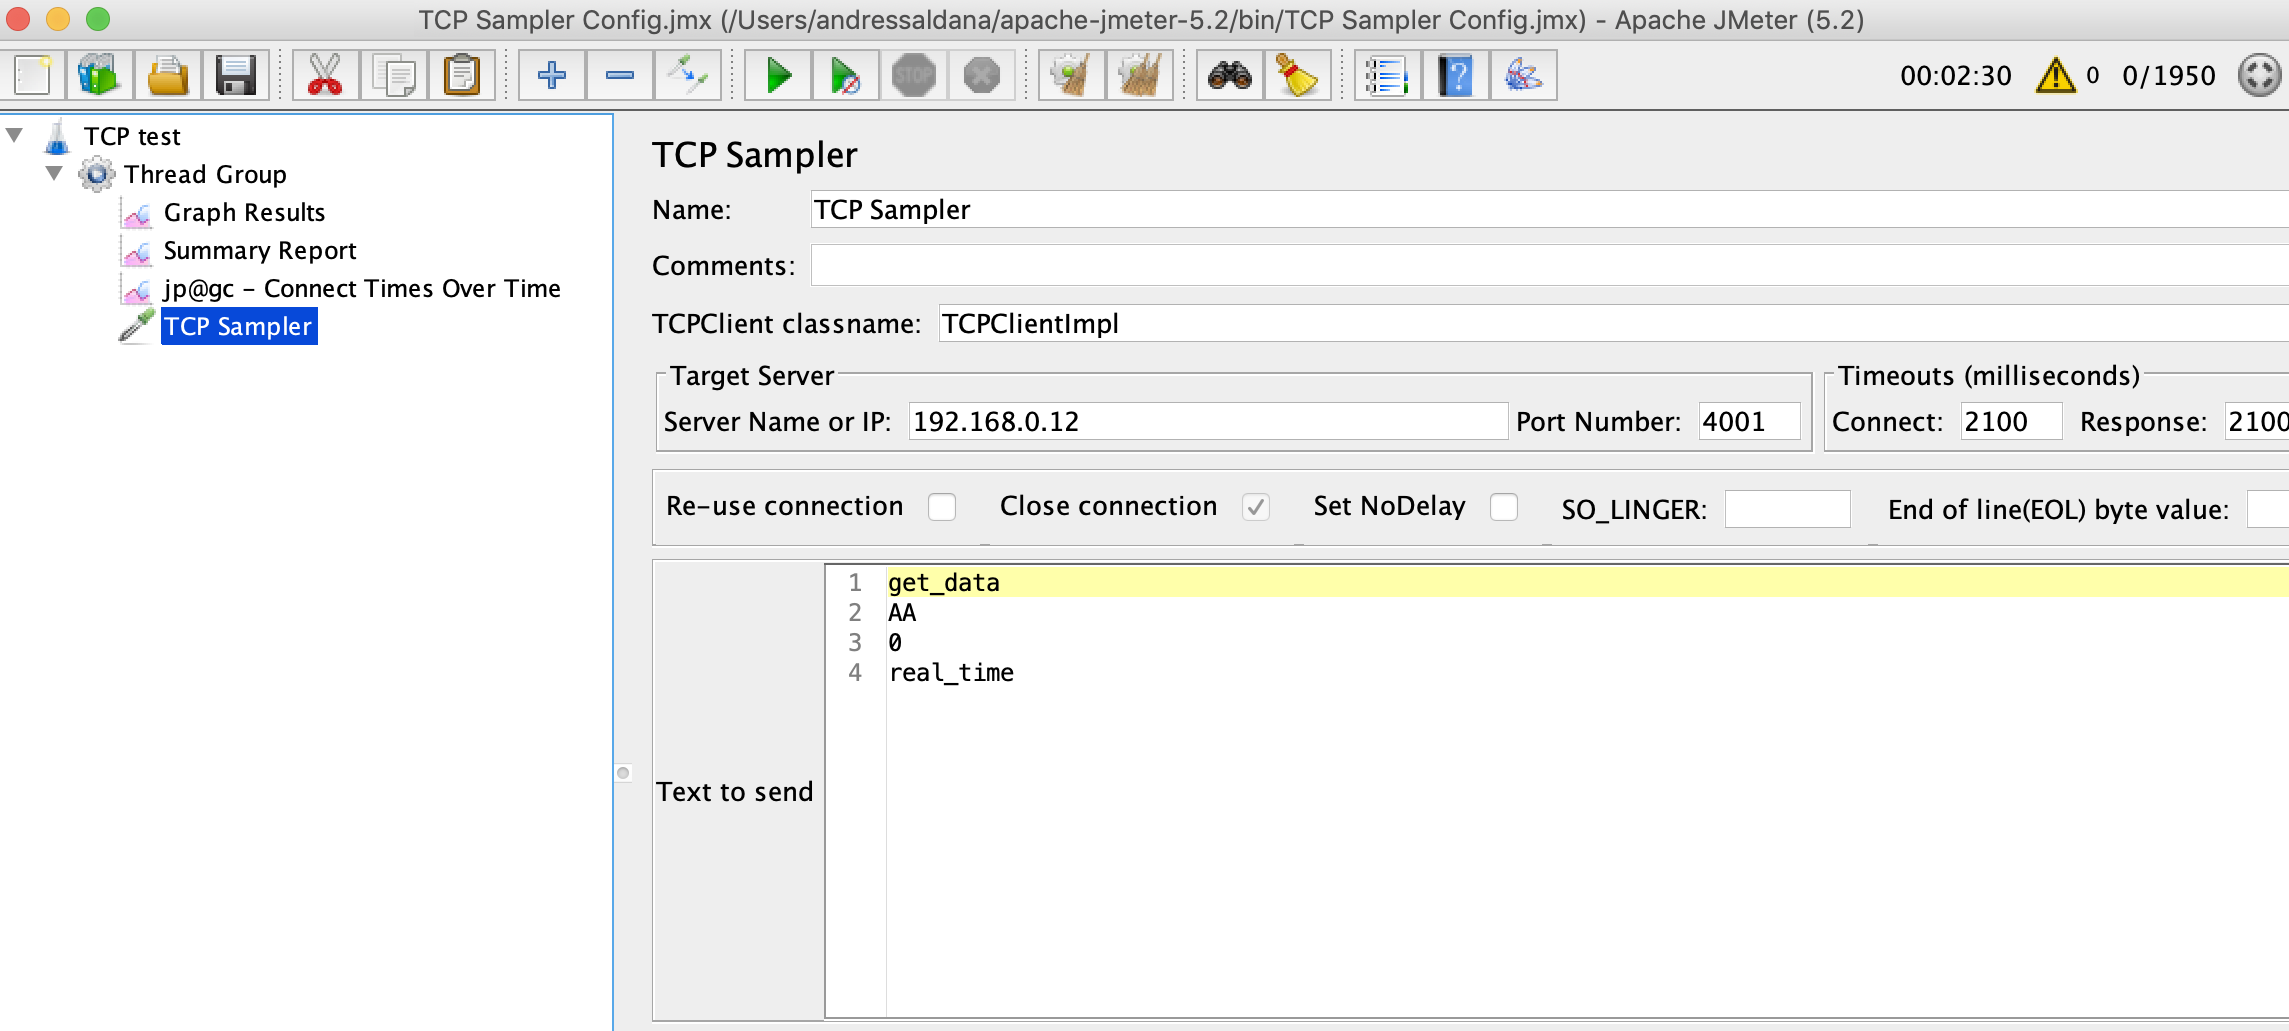 TCP Sampler Config.jmx (/Users/andressaldana/apache-jmeter-5.2/bin/TCP Sampler Config.jmx) - Apache JMeter (5.2)
STOP
00:02:30 0 0/1950
TCP test
Thread Group
Graph Results
Summary Report
jp@gc - Connect Times Over Time
TCP Sampler
TCP Sampler
Name: TCP Sampler
Comments:
TCPClient classname: TCPClientImpl
Target Server
Server Name or IP: 192.168.0.12 Port Number: 4001
Timeouts (milliseconds)
Connect: 2100 Response: 2100
Re-use connection Close connection Set NoDelay SO_LINGER: End of line(EOL) byte value:
Text to send
1 get_data
2 AA
3 0
4 real_time